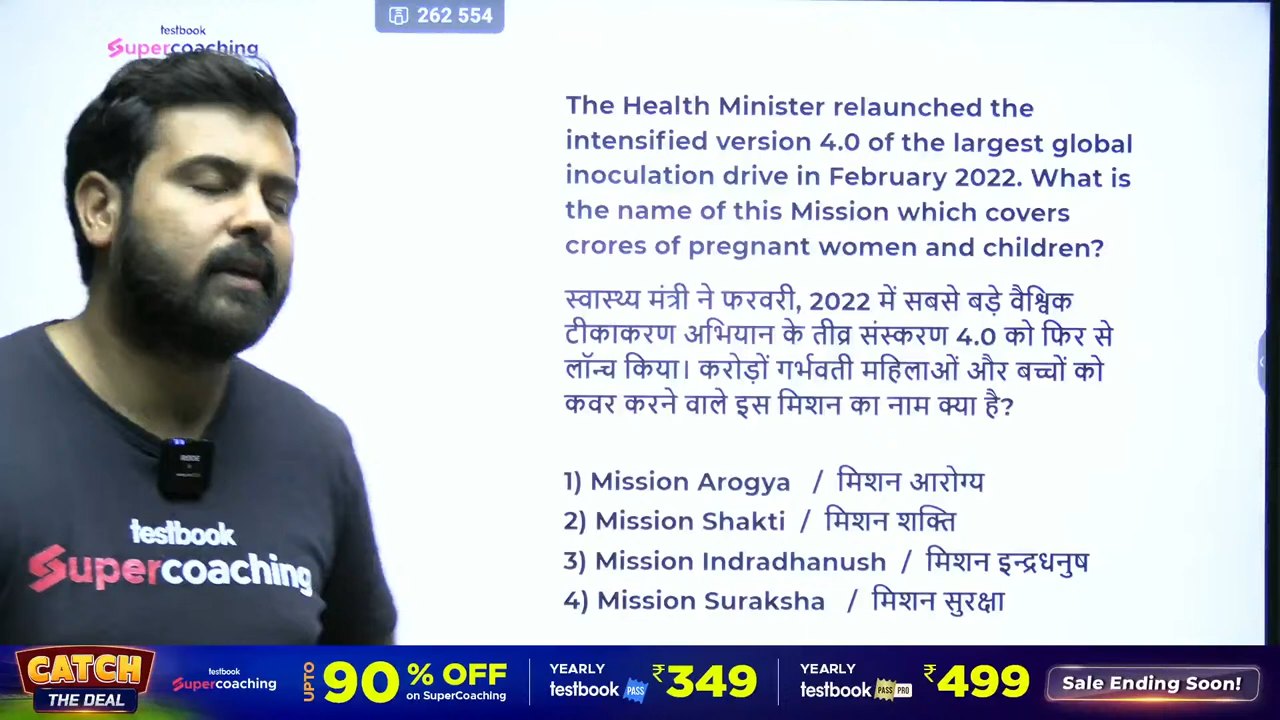 testbook
Supercoaching
262 554
The Health Minister relaunched the
intensified version 4.0 of the largest global
inoculation drive in February 2022. What is
the name of this Mission which covers
crores of pregnant women and children?
स्वास्थ्य मंत्री ने फरवरी, 2022 में सबसे बड़े वैश्विक
टीकाकरण अभियान के तीव्र संस्करण 4.0 को फिर से
लॉन्च किया। करोड़ों गर्भवती महिलाओं और बच्चों को
कवर करने वाले इस मिशन का नाम क्या है?
1) Mission Arogya / मिशन आरोग्य
2) Mission Shakti / मिशन शक्ति
3) Mission Indradhanush / मिशन इन्द्रधनुष
4) Mission Suraksha / मिशन सुरक्षा
RODE
testbook
Supercoaching
CATCH
THE DEAL
testbook
Supercoaching
UPTO
90% OFF
on SuperCoaching
YEARLY
testbook PASS
₹349
YEARLY
testbook PASS PRO
₹499
Sale Ending Soon!